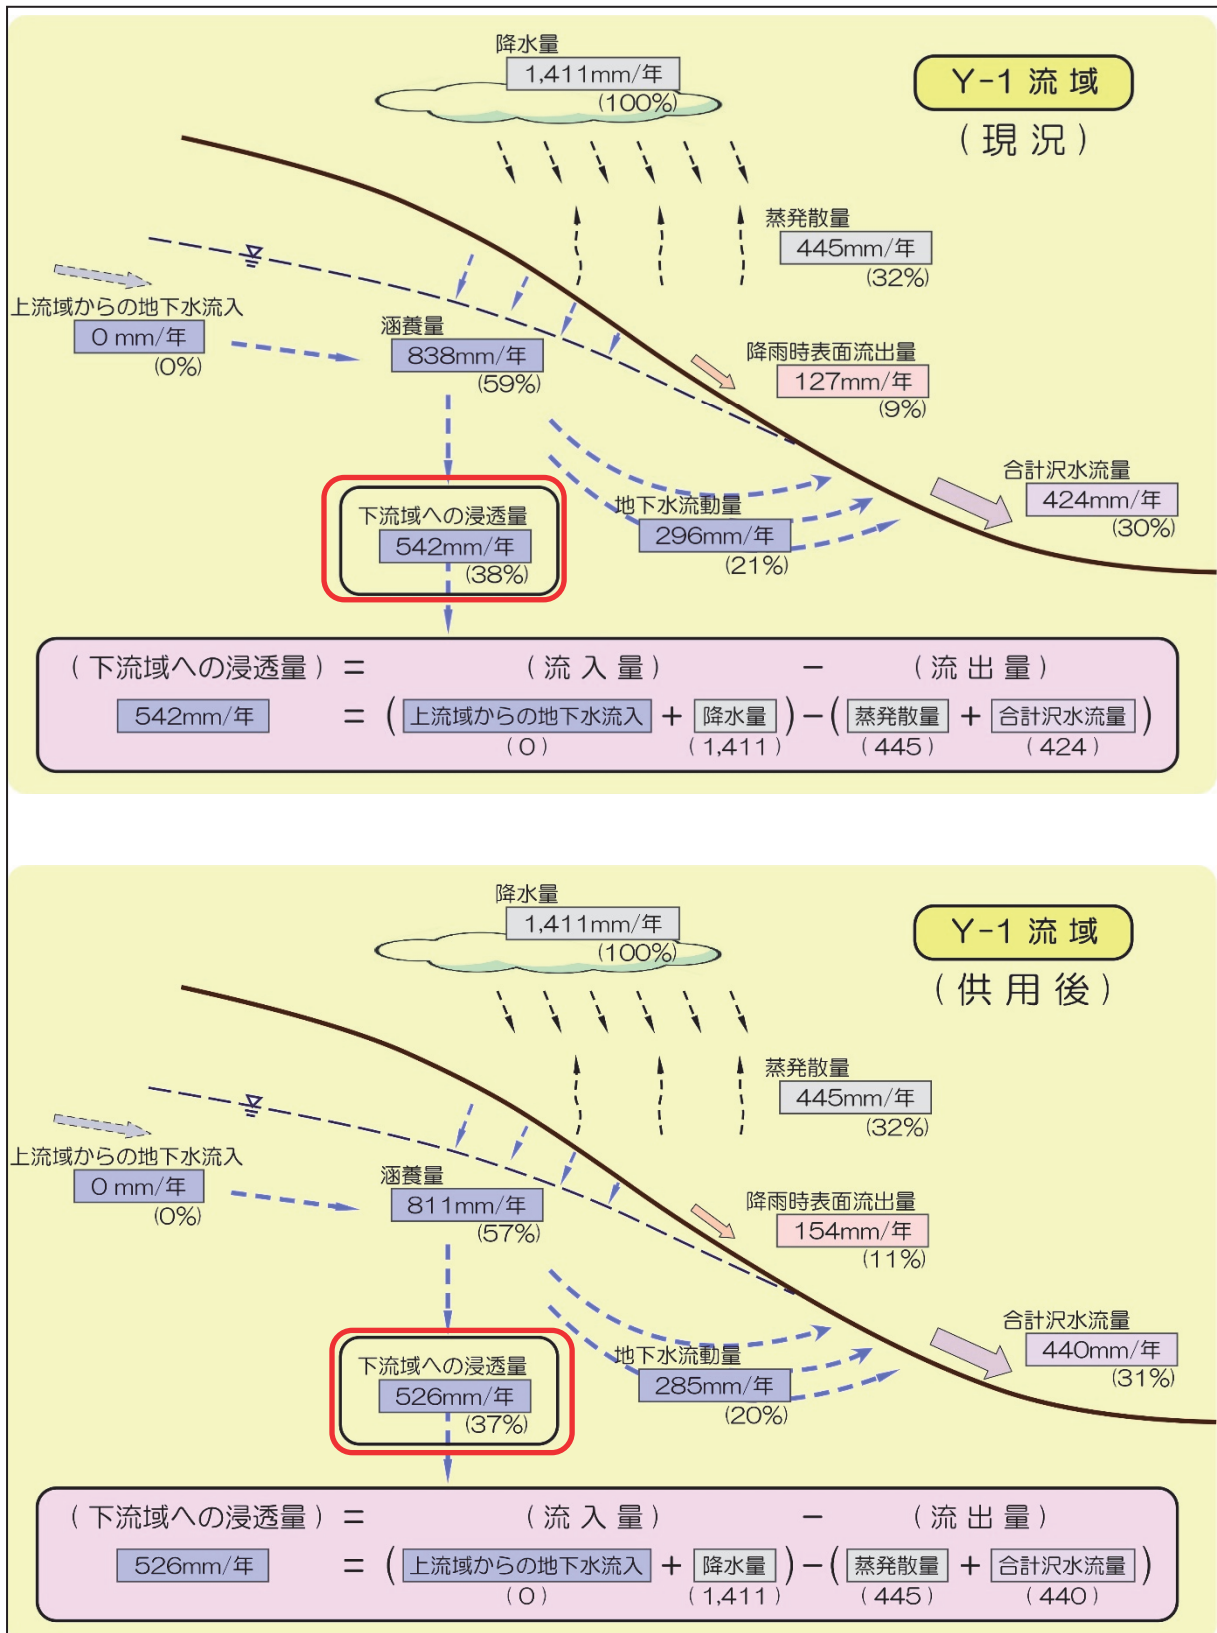 降水量
1,411mm/年
(100%)
Y-1 流 域
( 現 況 )
蒸発散量
445mm/年
(32%)
上流域からの地下水流入
0 mm/年
(0%)
涵養量
838mm/年
(59%)
降雨時表面流出量
127mm/年
(9%)
合計沢水流量
424mm/年
(30%)
下流域への浸透量
542mm/年
(38%)
地下水流動量
296mm/年
(21%)
( 下流域への浸透量 ) = ( 流 入 量 ) − ( 流 出 量 )
542mm/年 = ( 上流域からの地下水流入 + 降水量 ) − ( 蒸発散量 + 合計沢水流量 )
( 0 ) ( 1,411 ) ( 445 ) ( 424 )
降水量
1,411mm/年
(100%)
Y-1 流 域
( 供 用 後 )
蒸発散量
445mm/年
(32%)
上流域からの地下水流入
0 mm/年
(0%)
涵養量
811mm/年
(57%)
降雨時表面流出量
154mm/年
(11%)
合計沢水流量
440mm/年
(31%)
下流域への浸透量
526mm/年
(37%)
地下水流動量
285mm/年
(20%)
( 下流域への浸透量 ) = ( 流 入 量 ) − ( 流 出 量 )
526mm/年 = ( 上流域からの地下水流入 + 降水量 ) − ( 蒸発散量 + 合計沢水流量 )
( 0 ) ( 1,411 ) ( 445 ) ( 440 )